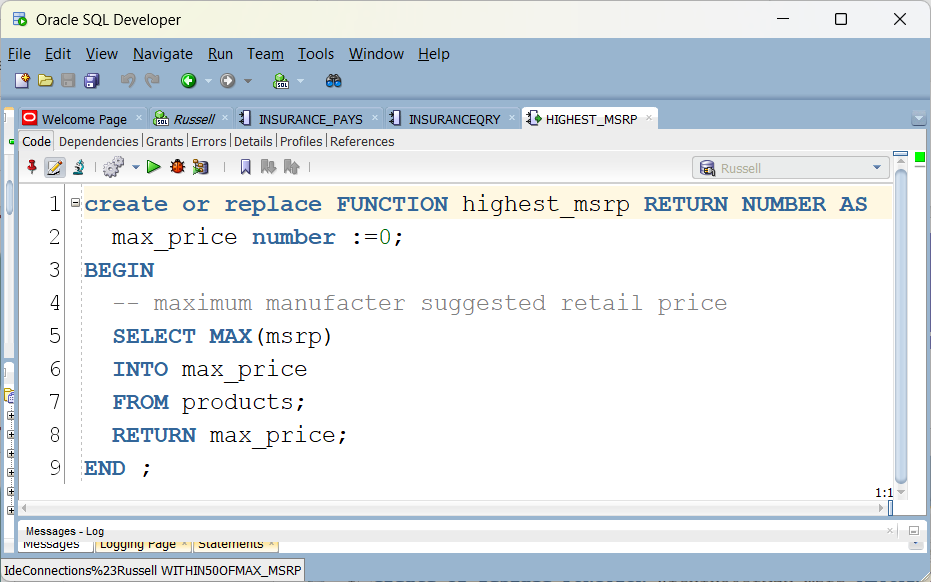 Oracle SQL Developer
File Edit View Navigate Run Team Tools Window Help
SQL
Welcome Page Russell INSURANCE_PAYS INSURANCEQRY HIGHEST_MSRP
Code Dependencies Grants Errors Details Profiles References
Russell
1 create or replace FUNCTION highest_msrp RETURN NUMBER AS
2 max_price number :=0;
3 BEGIN
4 -- maximum manufacter suggested retail price
5 SELECT MAX(msrp)
6 INTO max_price
7 FROM products;
8 RETURN max_price;
9 END ;
1:1
Messages - Log
Messages Logging Page Statements
IdeConnections%23Russell WITHIN50OFMAX_MSRP